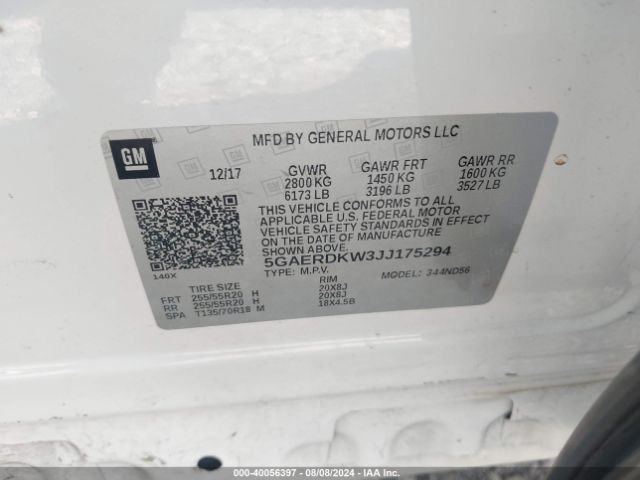 MFD BY GENERAL MOTORS LLC
GM
12/17 GVWR GAWR FRT GAWR RR
2800 KG 1450 KG 1600 KG
6173 LB 3196 LB 3527 LB
THIS VEHICLE CONFORMS TO ALL
APPLICABLE U.S. FEDERAL MOTOR
VEHICLE SAFETY STANDARDS IN EFFECT
ON THE DATE OF MANUFACTURE
SHOWN ABOVE.
5GAERDKW3JJ175294
140X TYPE: M.P.V. MODEL: 344ND56
TIRE SIZE RIM
FRT 255/55R20 H 20X8J
RR 255/55R20 H 20X8J
SPA T135/70R18 M 18X4.5B
000-40056397 - 08/08/2024 - IAA Inc.